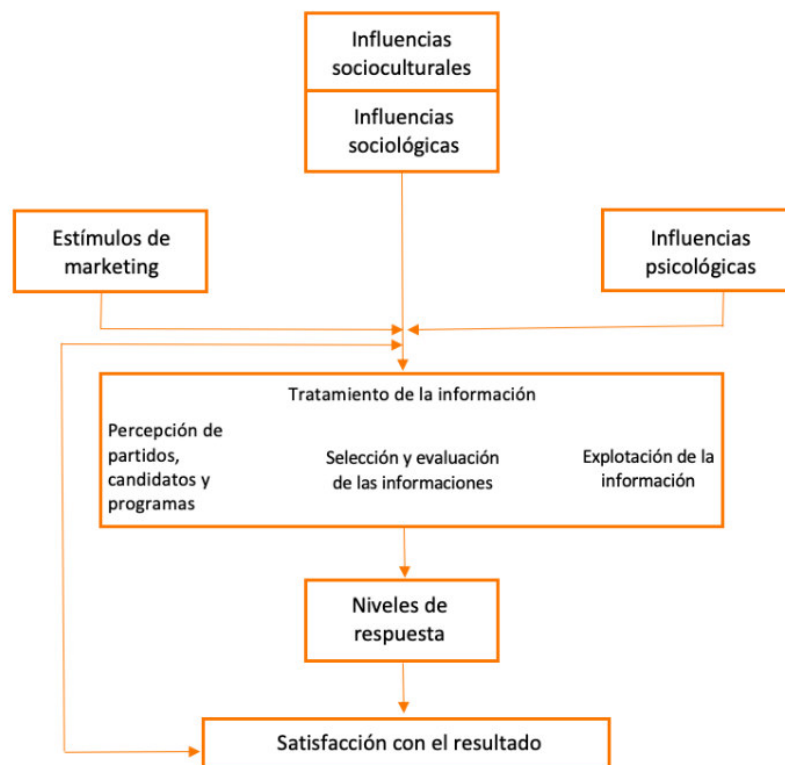 Influencias
socioculturales
Influencias
sociológicas
Estímulos de
marketing
Influencias
psicológicas
Tratamiento de la información
Percepción de
partidos,
candidatos y
programas
Selección y evaluación
de las informaciones
Explotación de la
información
Niveles de
respuesta
Satisfacción con el resultado